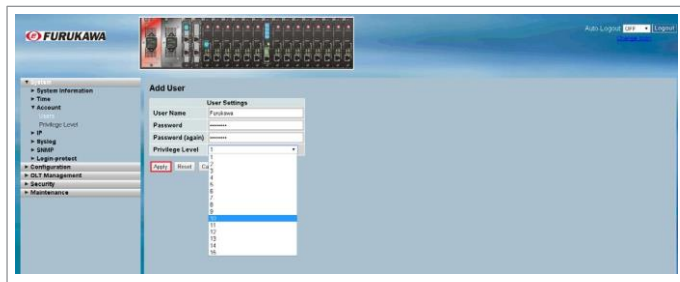 FURUKAWA
Auto Logout OFF Logout
System
System Information
Time
Account
Users
Privilege Level
IP
Syslog
SNMP
Login-protect
Configuration
OLT Management
Security
Maintenance
Add User
User Settings
User Name Furukawa
Password ••••••••
Password (again) ••••••••
Privilege Level 1
Apply Reset
1
2
3
4
5
6
7
8
9
10
11
12
13
14
15